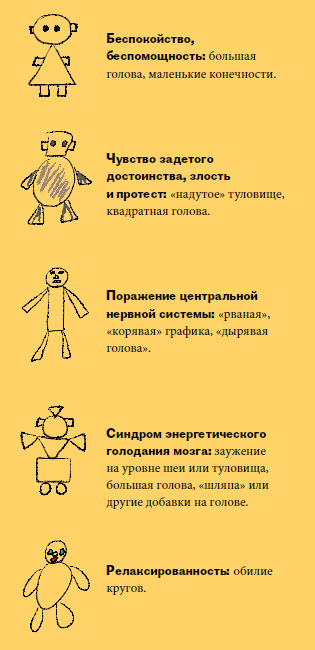 Беспокойство,
беспомощность: большая
голова, маленькие конечности.
Чувство задетого
достоинства, злость
и протест: «надутое» туловище,
квадратная голова.
Поражение центральной
нервной системы: «рваная»,
«корявая» графика, «дырявая
голова».
Синдром энергетического
голодания мозга: заужение
на уровне шеи или туловища,
большая голова, «шляпа» или
другие добавки на голове.
Релаксированность: обилие
кругов.